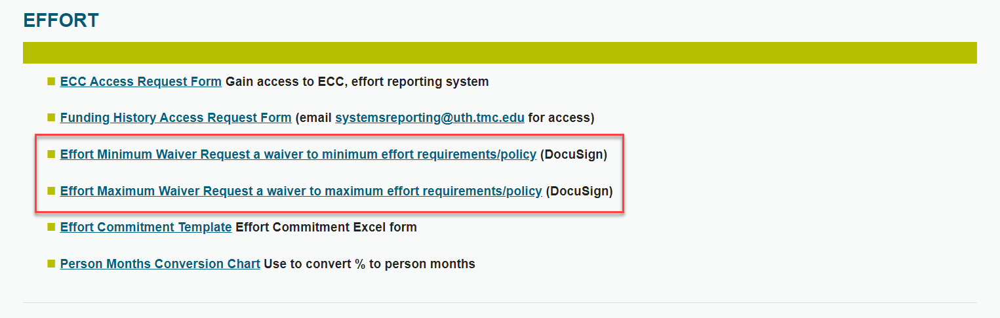 EFFORT
ECC Access Request Form Gain access to ECC, effort reporting system
Funding History Access Request Form (email systemsreporting@uth.tmc.edu for access)
Effort Minimum Waiver Request a waiver to minimum effort requirements/policy (DocuSign)
Effort Maximum Waiver Request a waiver to maximum effort requirements/policy (DocuSign)
Effort Commitment Template Effort Commitment Excel form
Person Months Conversion Chart Use to convert % to person months